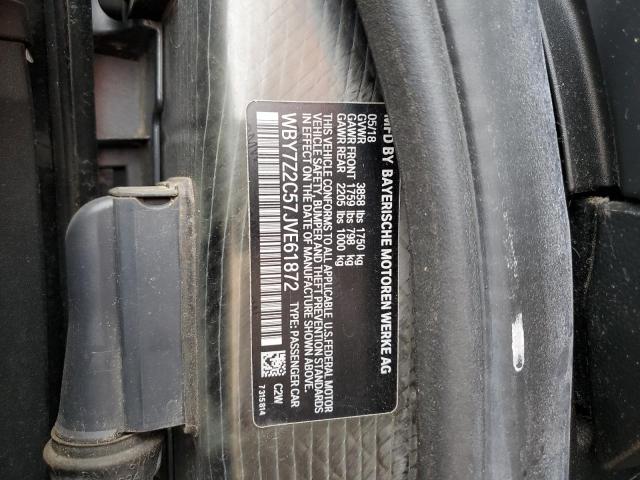 MFD BY BAYERISCHE MOTOREN WERKE AG
05/18
GVWR 3858 lbs 1750 kg
GAWR FRONT 1759 lbs 798 kg
GAWR REAR 2205 lbs 1000 kg
THIS VEHICLE CONFORMS TO ALL APPLICABLE U.S.FEDERAL MOTOR
VEHICLE SAFETY, BUMPER AND THEFT PREVENTION STANDARDS
IN EFFECT ON THE DATE OF MANUFACTURE SHOWN ABOVE.
WBY7Z2C57JVE61872 TYPE: PASSENGER CAR
C2W
7 315 814